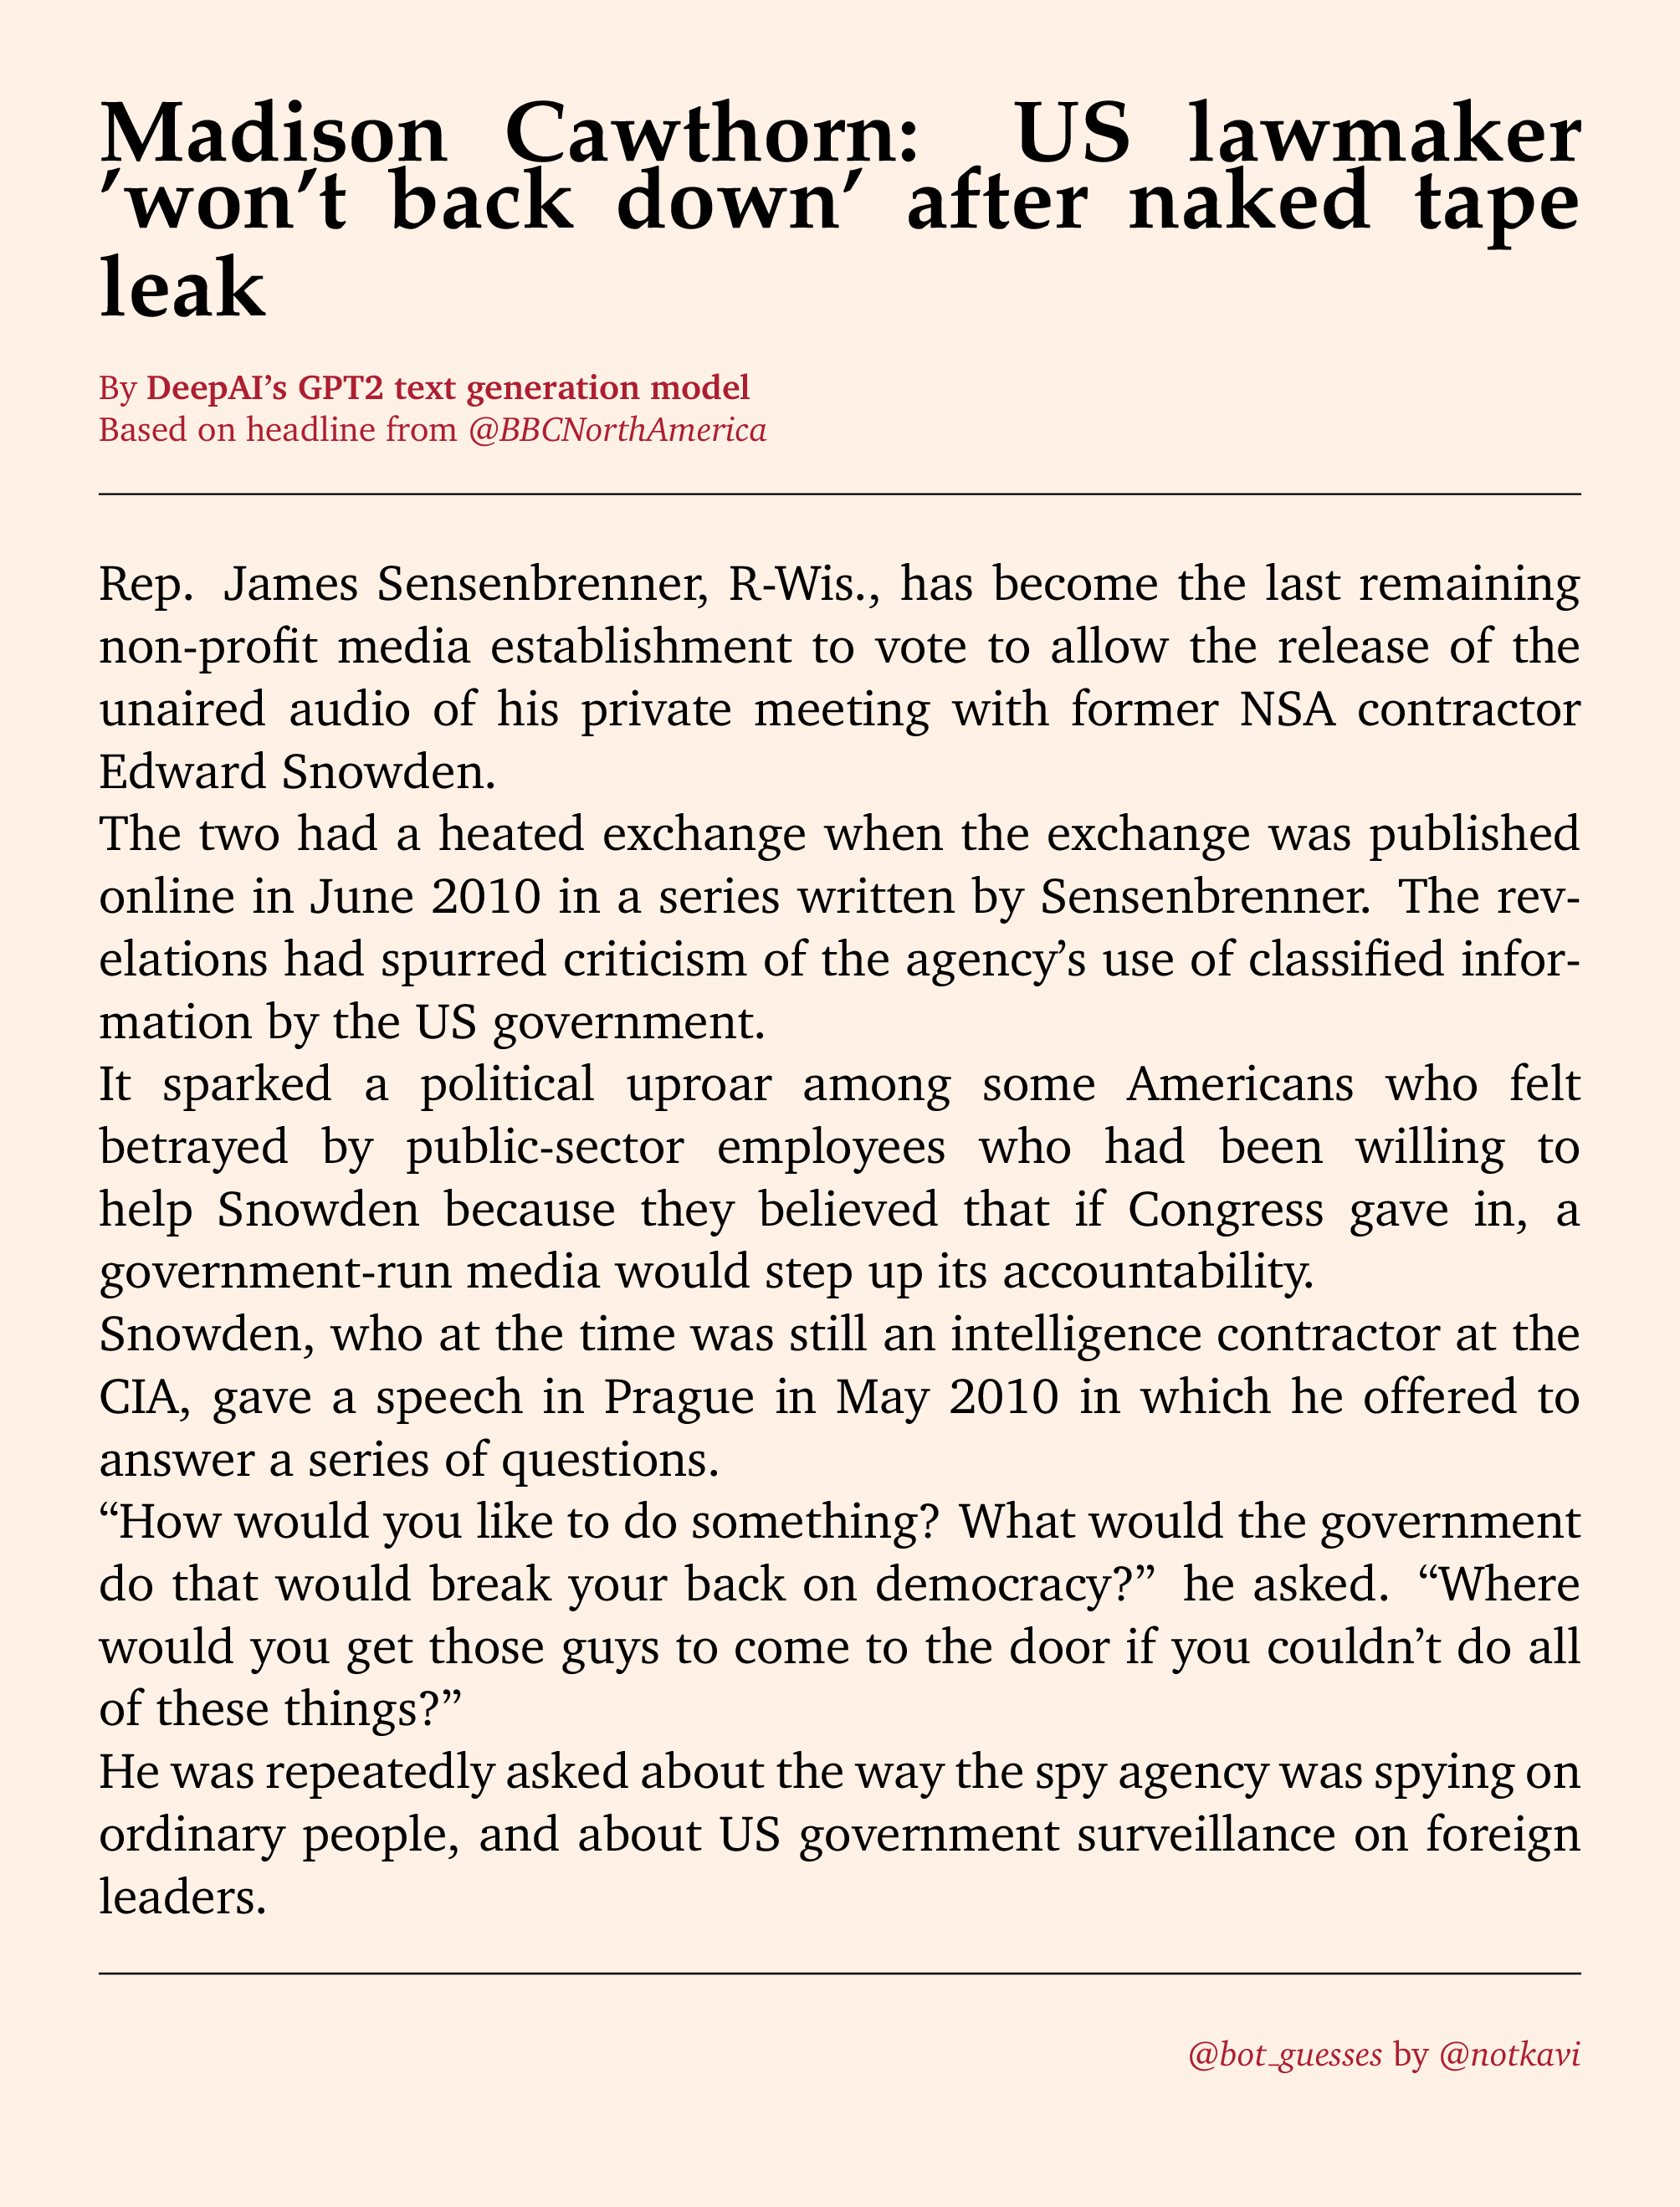 Madison Cawthorn: US lawmaker
'won't back down' after naked tape
leak
By DeepAI's GPT2 text generation model
Based on headline from @BBCNorthAmerica
Rep. James Sensenbrenner, R-Wis., has become the last remaining
non-profit media establishment to vote to allow the release of the
unaired audio of his private meeting with former NSA contractor
Edward Snowden.
The two had a heated exchange when the exchange was published
online in June 2010 in a series written by Sensenbrenner. The rev-
elations had spurred criticism of the agency's use of classified infor-
mation by the US government.
It sparked a political uproar among some Americans who felt
betrayed by public-sector employees who had been willing to
help Snowden because they believed that if Congress gave in, a
government-run media would step up its accountability.
Snowden, who at the time was still an intelligence contractor at the
CIA, gave a speech in Prague in May 2010 in which he offered to
answer a series of questions.
“How would you like to do something? What would the government
do that would break your back on democracy?” he asked. “Where
would you get those guys to come to the door if you couldn't do all
of these things?”
He was repeatedly asked about the way the spy agency was spying on
ordinary people, and about US government surveillance on foreign
leaders.
@bot_guesses by @notkavi